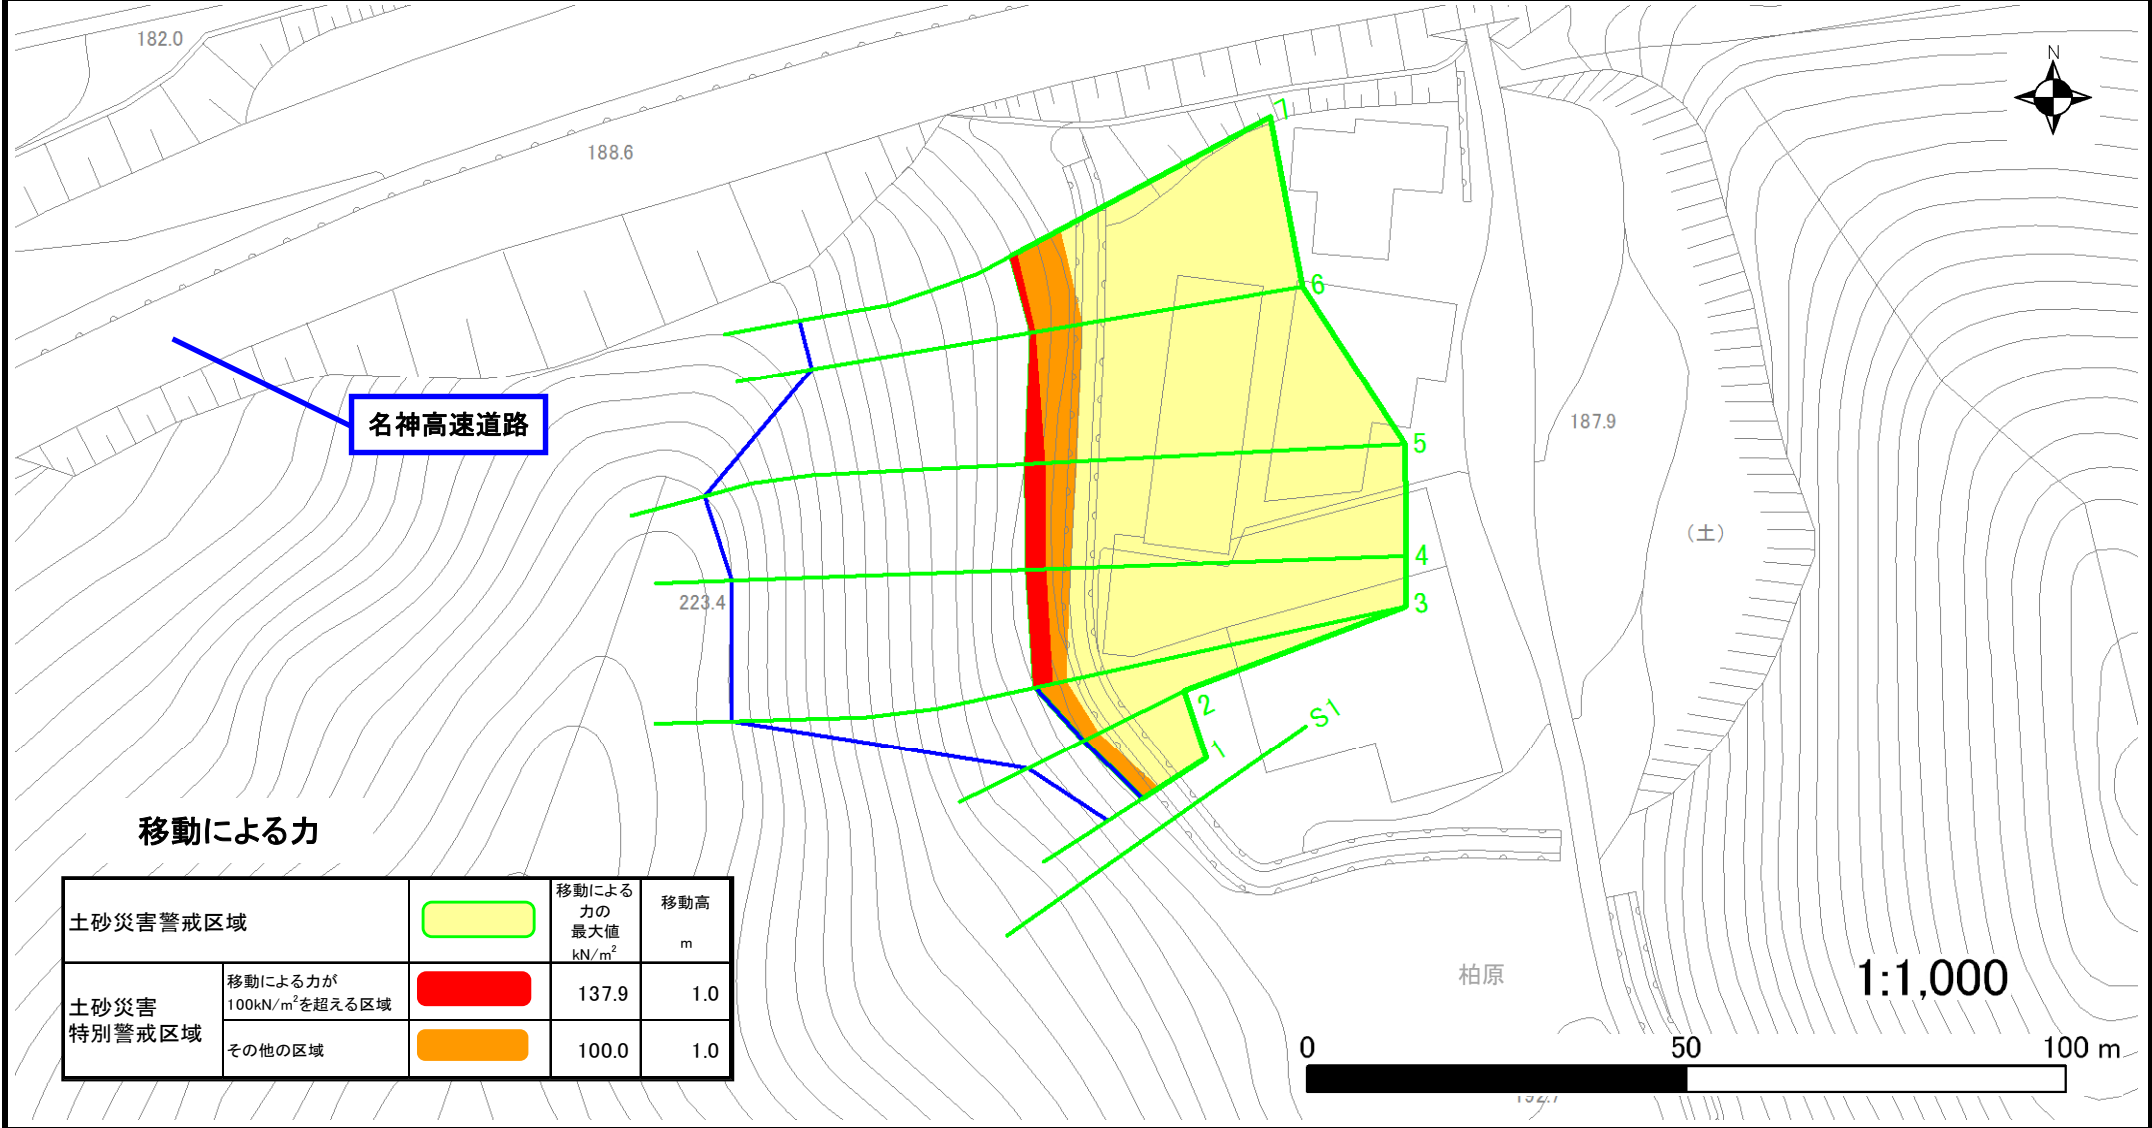 182.0
N
188.6
7
6
名神高速道路
187.9
5
(土)
4
223.4
3
2
S1
1
移動による力
土砂災害警戒区域
移動による
力の
最大値
kN/m²
移動高
m
土砂災害
特別警戒区域
移動による力が
100kN/m²を超える区域
137.9
1.0
その他の区域
100.0
1.0
柏原
1:1,000
0
50
100 m
192.7